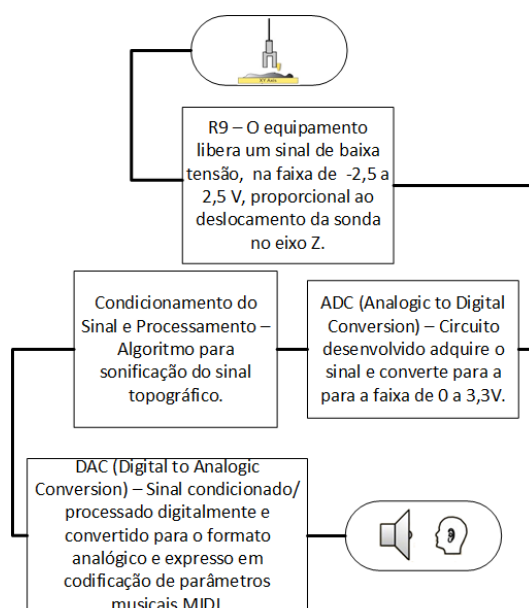 R9 – O equipamento
libera um sinal de baixa
tensão, na faixa de -2,5 a
2,5 V, proporcional ao
deslocamento da sonda
no eixo Z.
Condicionamento do
Sinal e Processamento –
Algoritmo para
sonificação do sinal
topográfico.
ADC (Analogic to Digital
Conversion) – Circuito
desenvolvido adquire o
sinal e converte para a
para a faixa de 0 a 3,3V.
DAC (Digital to Analogic
Conversion) – Sinal condicionado/
processado digitalmente e
convertido para o formato
analógico e expresso em
codificação de parâmetros
musicais MIDI